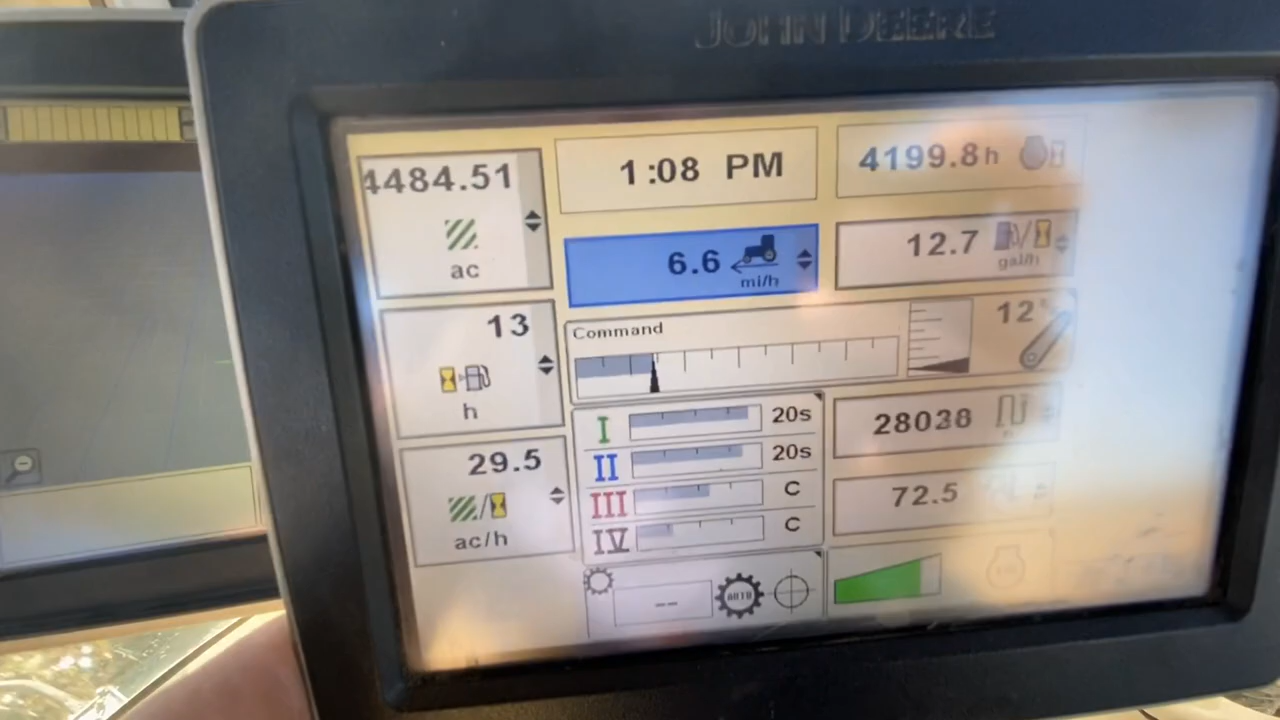 JOHN DEERE
4484.51
ac
1:08 PM
4199.8 h
6.6
mi/h
12.7
gal/h
13
h
Command
12
29.5
ac/h
I 20s
II 20s
III C
IV C
28038
72.5
--
AUTO